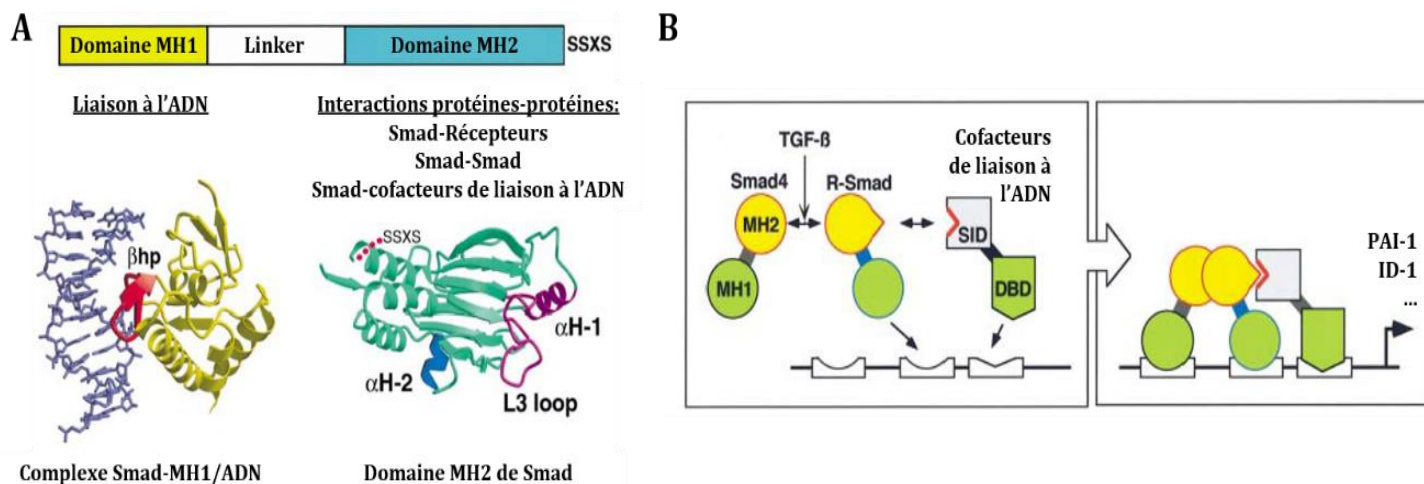 A
Domaine MH1 Linker Domaine MH2 SSXS
Liaison à l'ADN
Interactions protéines-protéines:
Smad-Récepteurs
Smad-Smad
Smad-cofacteurs de liaison à l'ADN
βhp
SSXS
αH-1
αH-2
L3 loop
Complexe Smad-MH1/ADN
Domaine MH2 de Smad
B
TGF-ß
Cofacteurs
de liaison à
l'ADN
Smad4
R-Smad
MH2
SID
MH1
DBD
PAI-1
ID-1
...